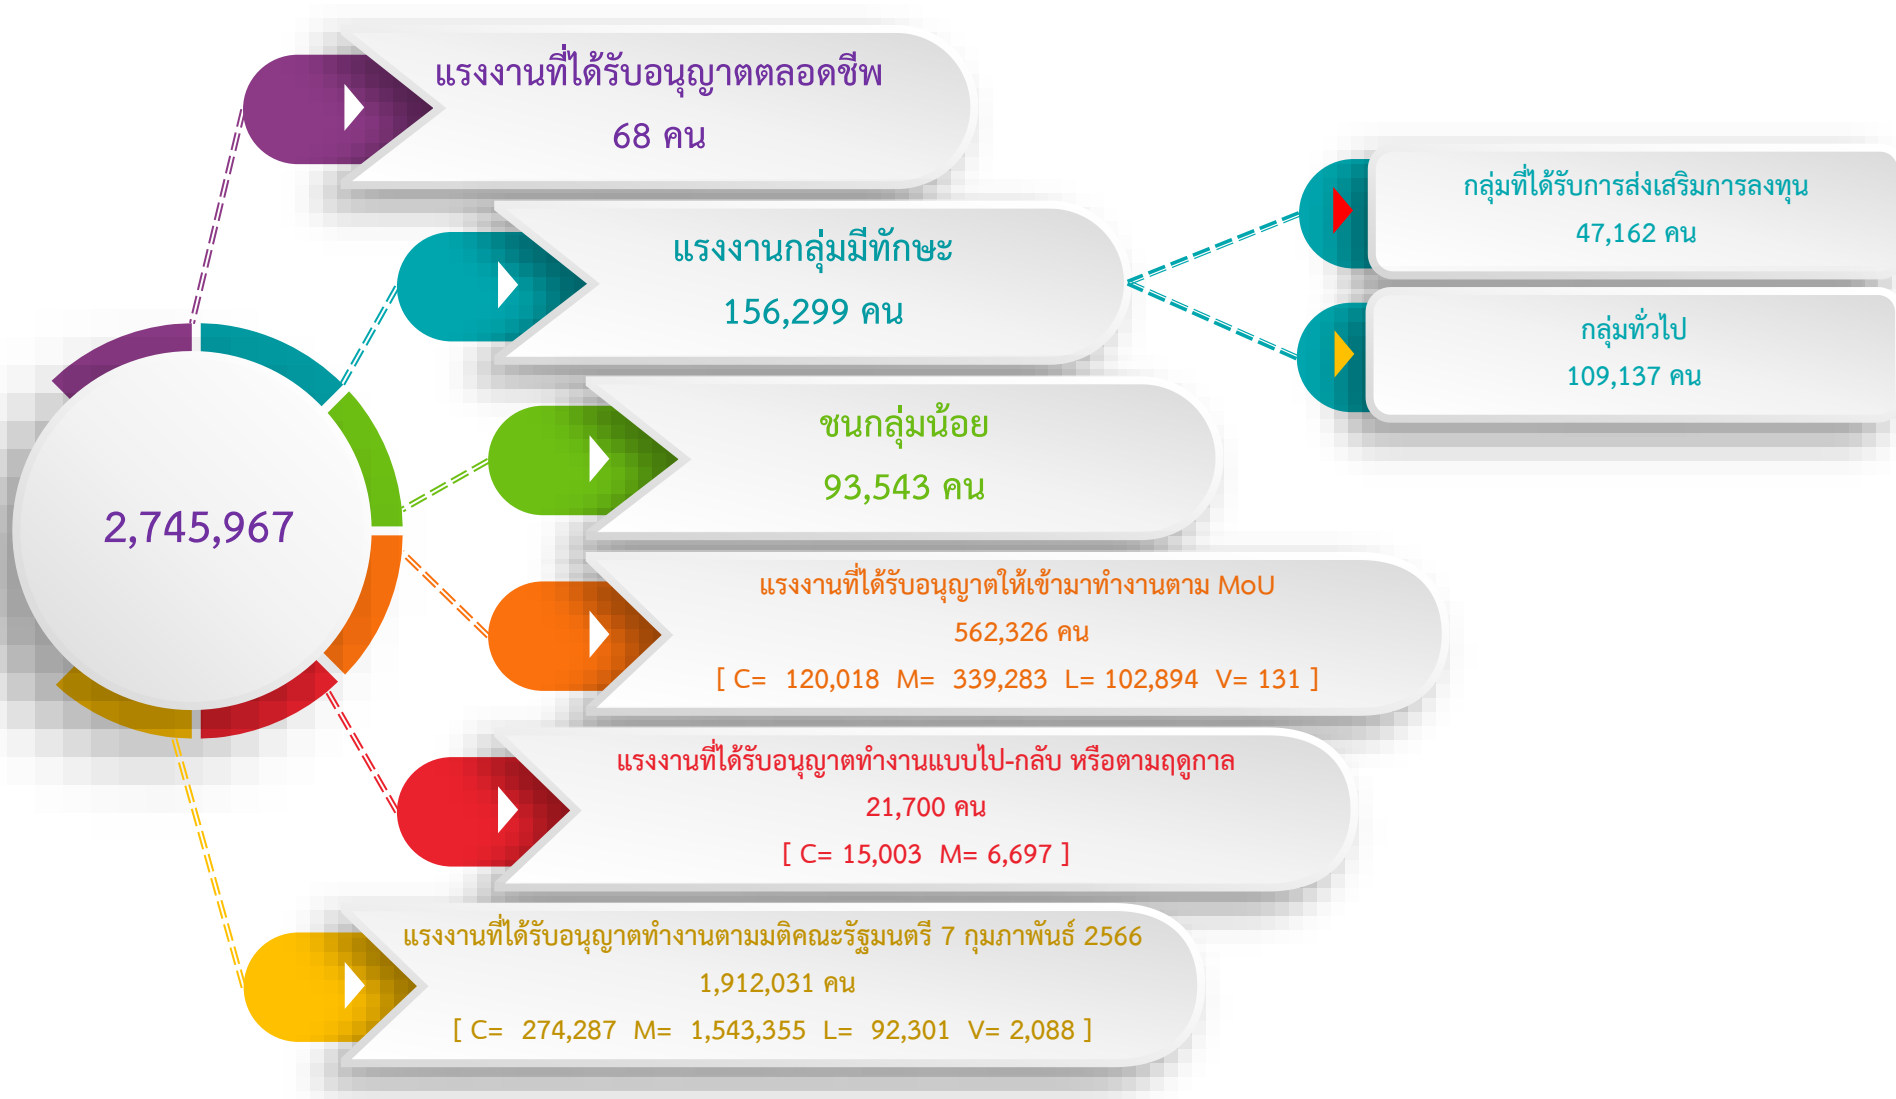 แรงงานที่ได้รับอนุญาตตลอดชีพ
68 คน
แรงงานกลุ่มมีทักษะ
156,299 คน
กลุ่มที่ได้รับการส่งเสริมการลงทุน
47,162 คน
กลุ่มทั่วไป
109,137 คน
ชนกลุ่มน้อย
93,543 คน
2,745,967
แรงงานที่ได้รับอนุญาตให้เข้ามาทำงานตาม MoU
562,326 คน
[ C= 120,018 M= 339,283 L= 102,894 V= 131 ]
แรงงานที่ได้รับอนุญาตทำงานแบบไป-กลับ หรือตามฤดูกาล
21,700 คน
[ C= 15,003 M= 6,697 ]
แรงงานที่ได้รับอนุญาตทำงานตามมติคณะรัฐมนตรี 7 กุมภาพันธ์ 2566
1,912,031 คน
[ C= 274,287 M= 1,543,355 L= 92,301 V= 2,088 ]